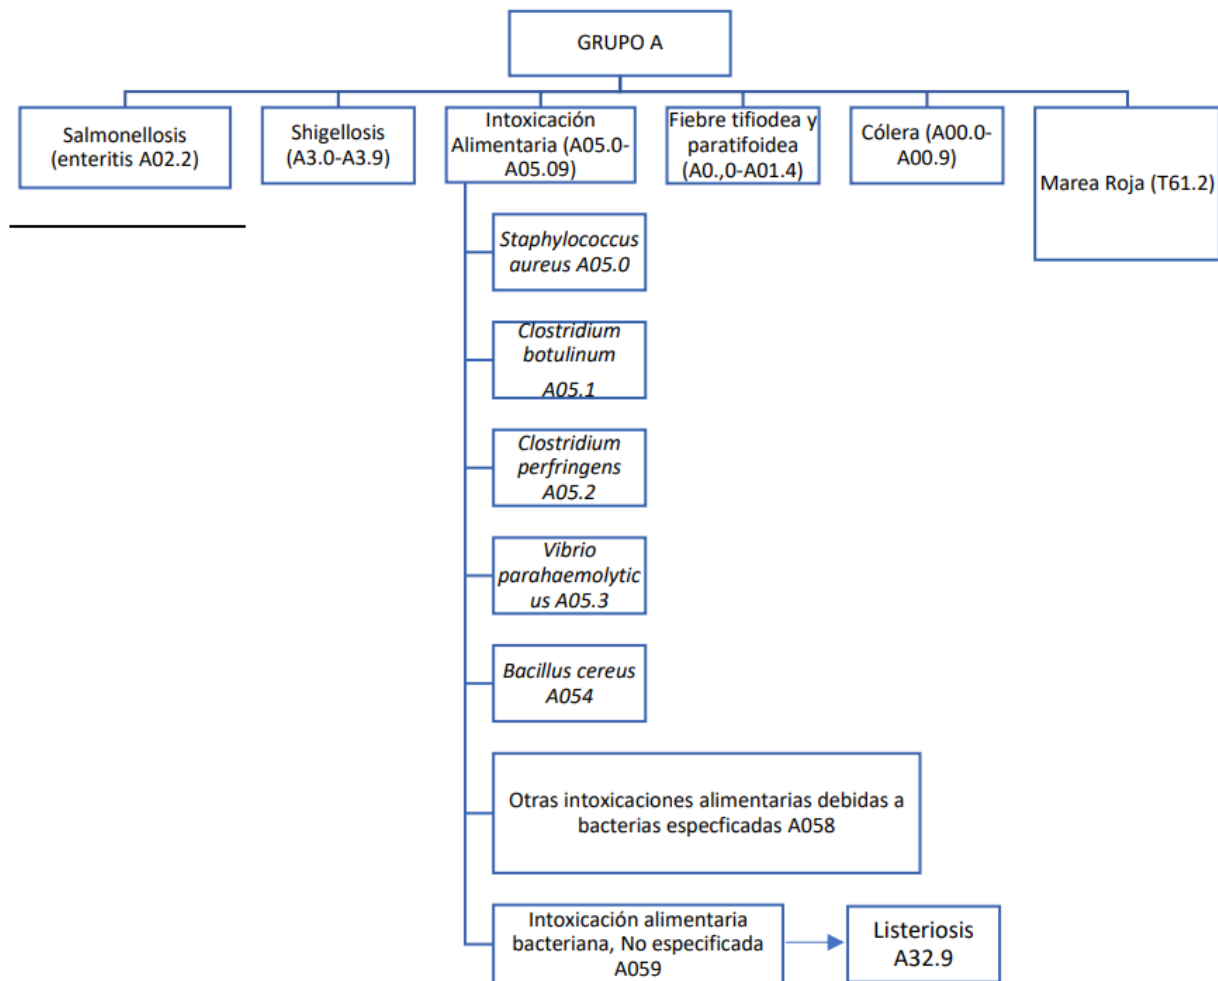 GRUPO A
Salmonellosis
(enteritis A02.2)
Shigellosis
(A3.0-A3.9)
Intoxicación
Alimentaria (A05.0-
A05.09)
Fiebre tifiodea y
paratifoidea
(A0.,0-A01.4)
Cólera (A00.0-
A00.9)
Marea Roja (T61.2)
Staphylococcus
aureus A05.0
Clostridium
botulinum
A05.1
Clostridium
perfringens
A05.2
Vibrio
parahaemolytic
us A05.3
Bacillus cereus
A054
Otras intoxicaciones alimentarias debidas a
bacterias especficadas A058
Intoxicación alimentaria
bacteriana, No especificada
A059
Listeriosis
A32.9